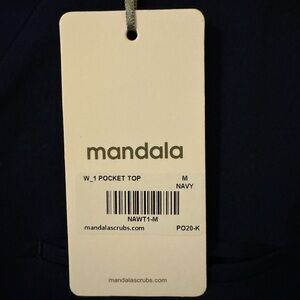 mandala
W_1 POCKET TOP M
NAVY
NAWT1-M
mandalascrubs.com PO20-K
mandalascrubs.com